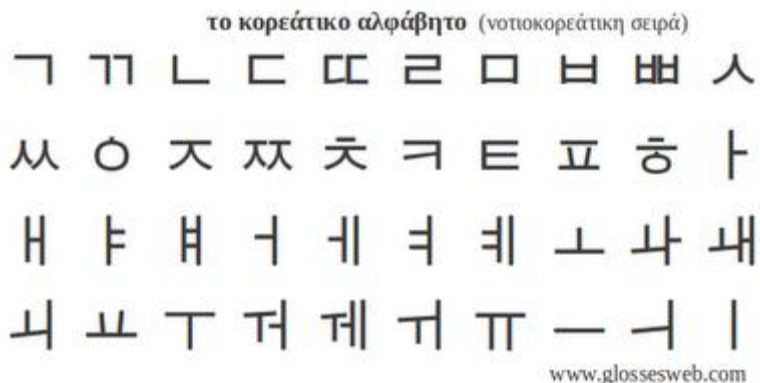 το κορεάτικο αλφάβητο (νοτιοκορεάτικη σειρά)
ㄱ ㄲ ㄴ ㄷ ㄸ ㄹ ㅁ ㅂ ㅃ ㅅ
ㅆ ㅇ ㅈ ㅉ ㅊ ㅋ ㅌ ㅍ ㅎ ㅏ
ㅐ ㅑ ㅒ ㅓ ㅔ ㅕ ㅖ ㅗ ㅘ ㅙ
ㅚ ㅛ ㅜ ㅝ ㅞ ㅟ ㅠ ㅡ ㅢ ㅣ
www.glossesweb.com